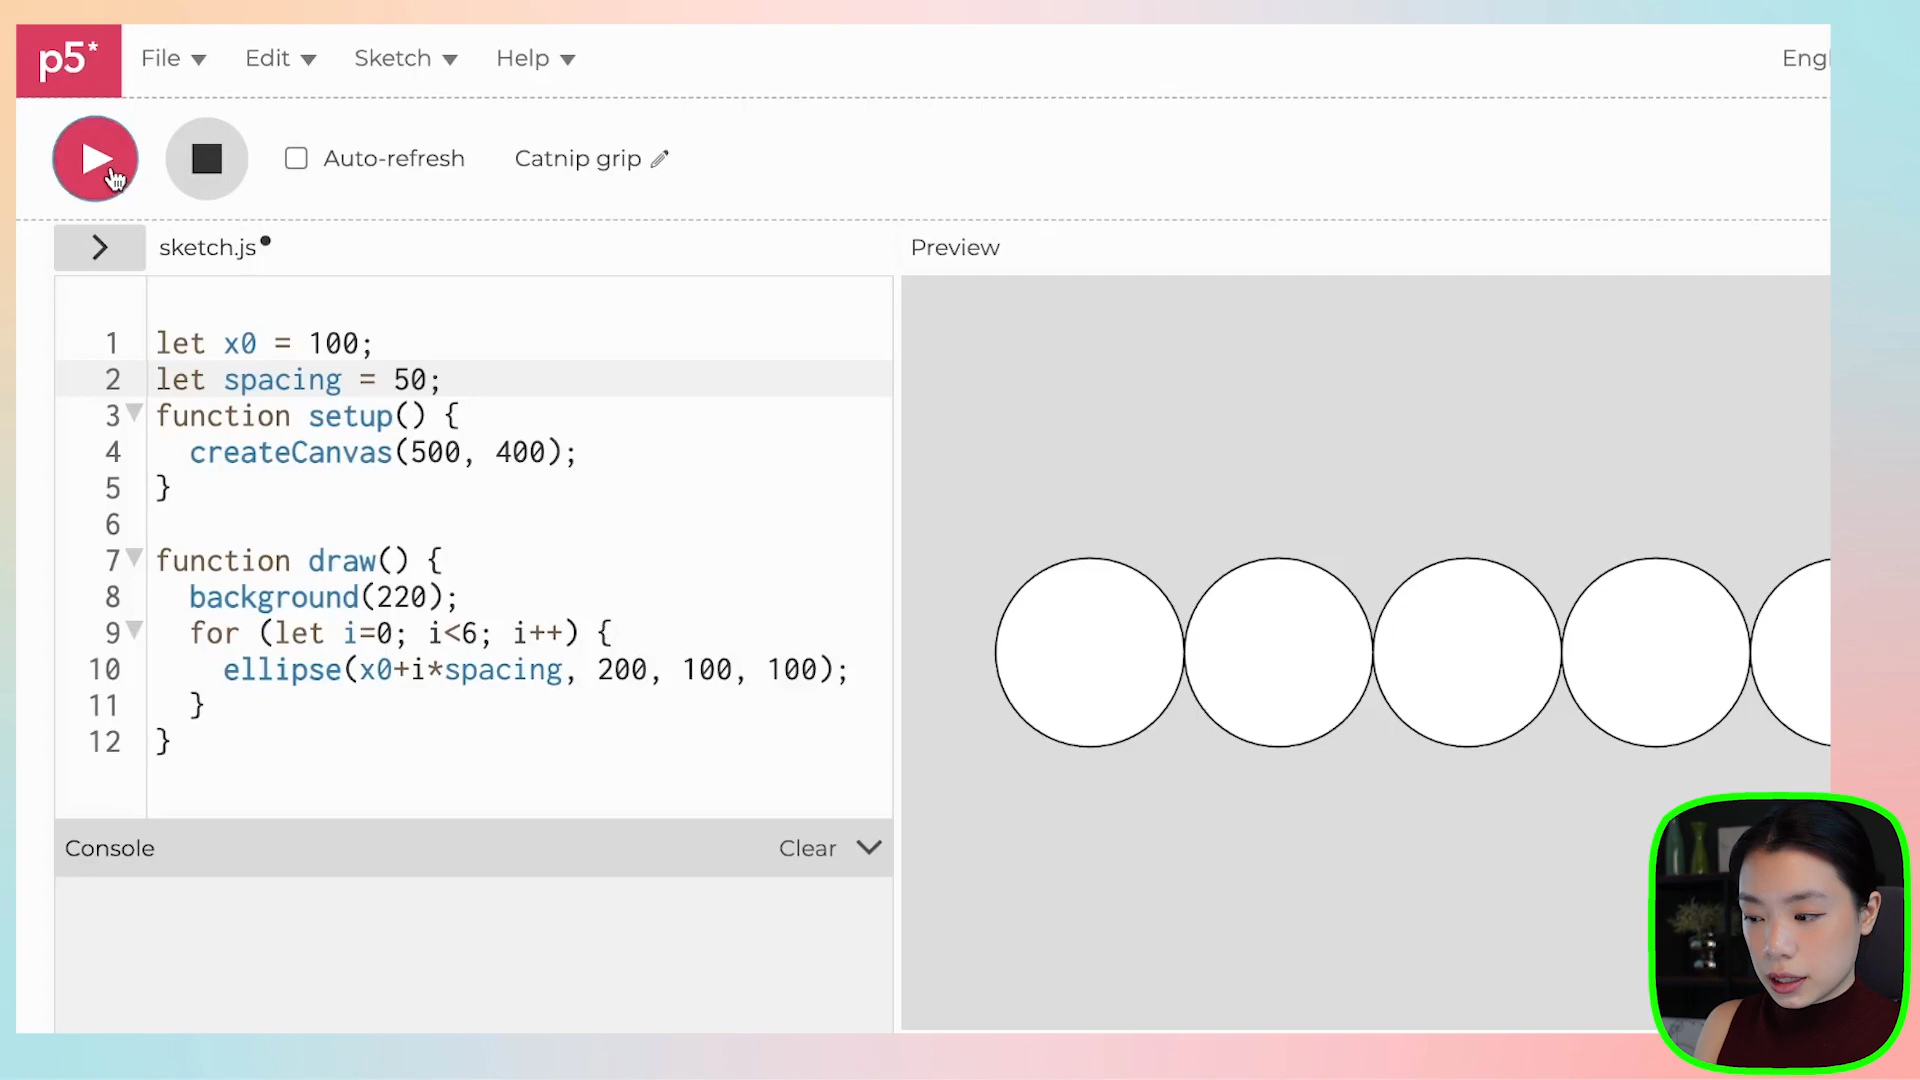 p5* File Edit Sketch Help Engl
Auto-refresh Catnip grip
sketch.js Preview
1 let x0 = 100;
2 let spacing = 50;
3 function setup() {
4 createCanvas(500, 400);
5 }
6
7 function draw() {
8 background(220);
9 for (let i=0; i<6; i++) {
10 ellipse(x0+i*spacing, 200, 100, 100);
11 }
12 }
Console Clear